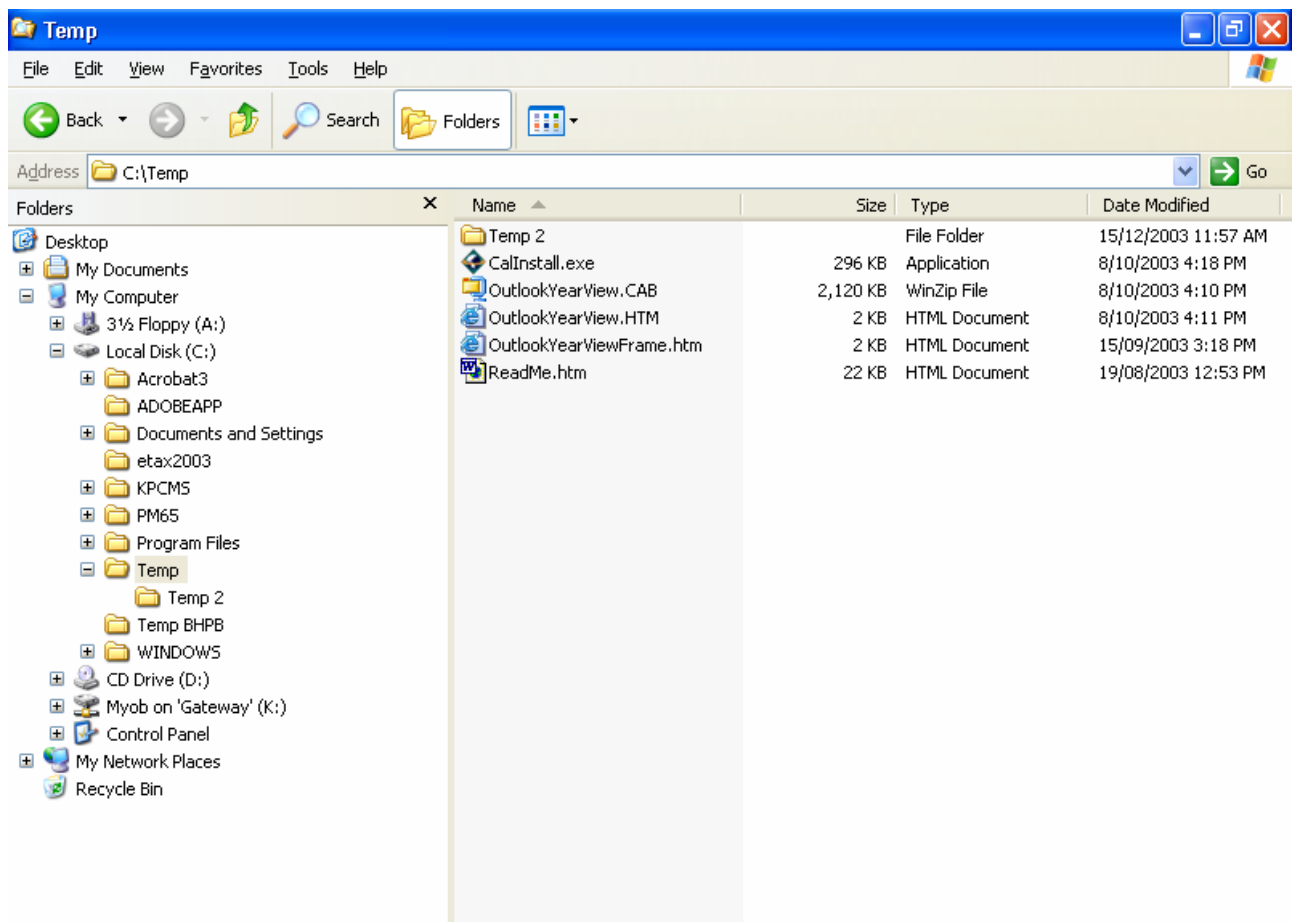 Temp
File Edit View Favorites Tools Help
Back Search Folders
Address C:\Temp Go
Folders Name Size Type Date Modified
Desktop
My Documents
My Computer
3½ Floppy (A:)
Local Disk (C:)
Acrobat3
ADOBEAPP
Documents and Settings
etax2003
KPCMS
PM65
Program Files
Temp
Temp 2
Temp BHPB
WINDOWS
CD Drive (D:)
Myob on 'Gateway' (K:)
Control Panel
My Network Places
Recycle Bin
Temp 2 File Folder 15/12/2003 11:57 AM
CalInstall.exe 296 KB Application 8/10/2003 4:18 PM
OutlookYearView.CAB 2,120 KB WinZip File 8/10/2003 4:10 PM
OutlookYearView.HTM 2 KB HTML Document 8/10/2003 4:11 PM
OutlookYearViewFrame.htm 2 KB HTML Document 15/09/2003 3:18 PM
ReadMe.htm 22 KB HTML Document 19/08/2003 12:53 PM